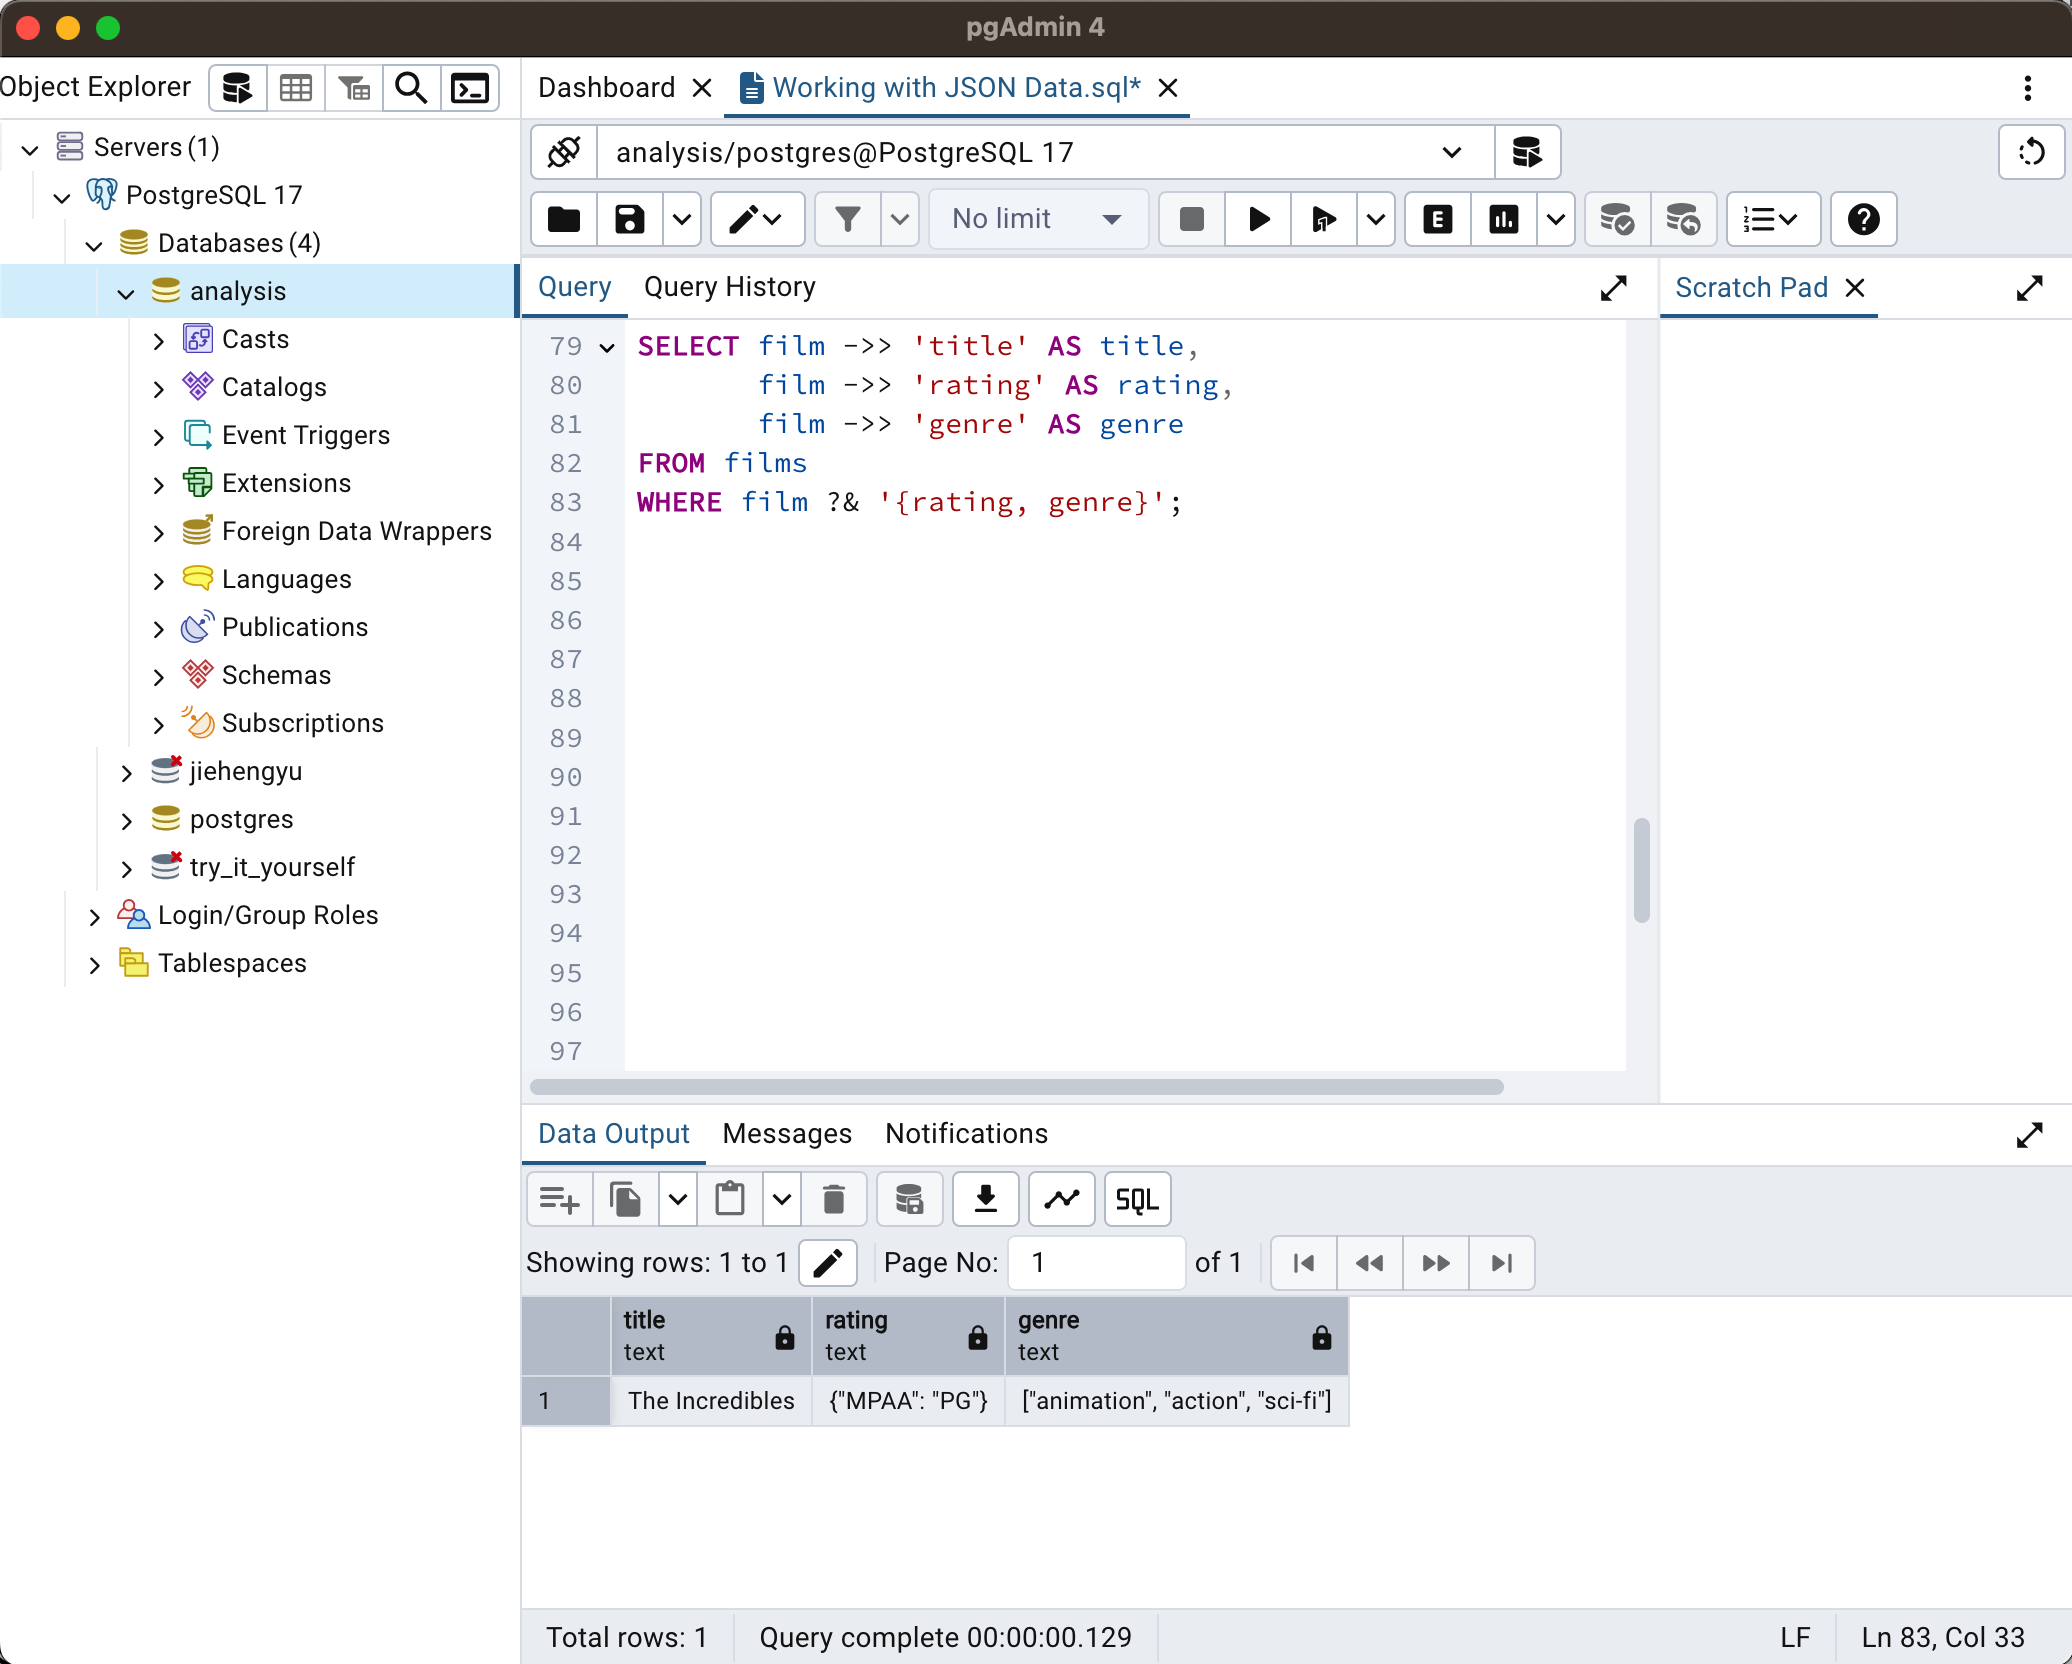 pgAdmin 4
Object Explorer
Dashboard
Working with JSON Data.sql*
Servers (1)
PostgreSQL 17
Databases (4)
analysis
Casts
Catalogs
Event Triggers
Extensions
Foreign Data Wrappers
Languages
Publications
Schemas
Subscriptions
jiehengyu
postgres
try_it_yourself
Login/Group Roles
Tablespaces
analysis/postgres@PostgreSQL 17
No limit
E
Query
Query History
Scratch Pad
79 SELECT film ->> 'title' AS title,
80 film ->> 'rating' AS rating,
81 film ->> 'genre' AS genre
82 FROM films
83 WHERE film ?& '{rating, genre}';
84
85
86
87
88
89
90
91
92
93
94
95
96
97
Data Output
Messages
Notifications
SQL
Showing rows: 1 to 1
Page No: 1 of 1
title rating genre
text text text
1 The Incredibles {"MPAA": "PG"} ["animation", "action", "sci-fi"]
Total rows: 1
Query complete 00:00:00.129
LF
Ln 83, Col 33